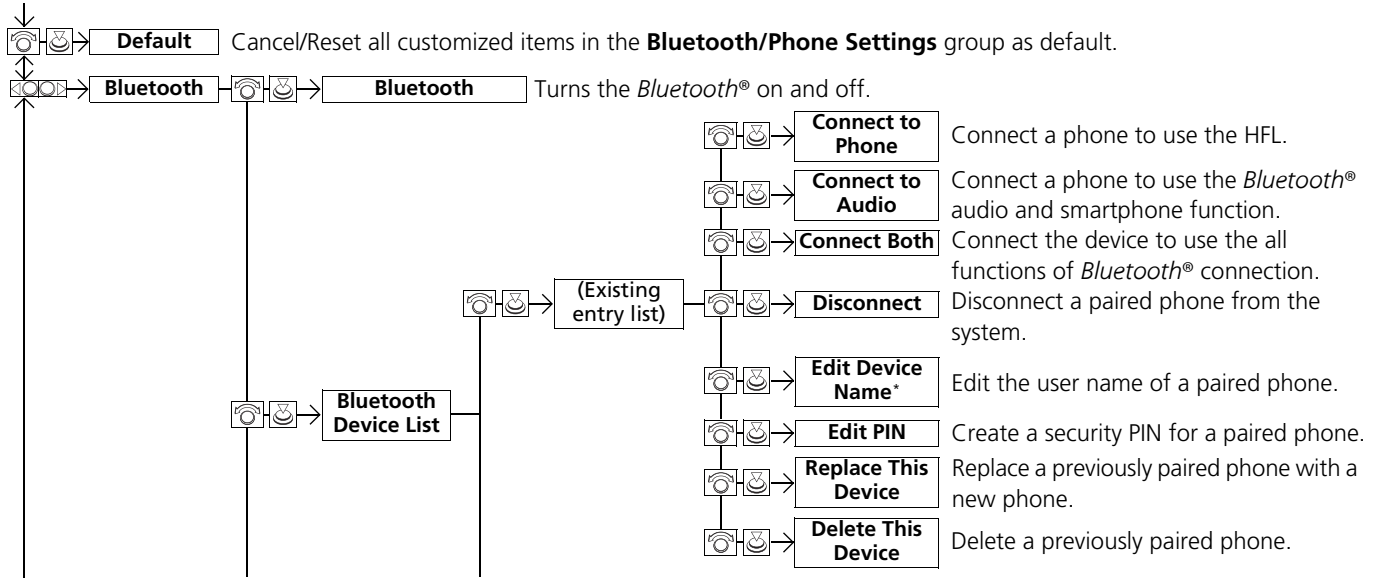 Default Cancel/Reset all customized items in the Bluetooth/Phone Settings group as default.
Bluetooth Bluetooth Turns the Bluetooth® on and off.
Connect to
Phone
Connect a phone to use the HFL.
Connect to
Audio
Connect a phone to use the Bluetooth®
audio and smartphone function.
Connect Both
Connect the device to use the all
functions of Bluetooth® connection.
(Existing
entry list)
Disconnect
Disconnect a paired phone from the
system.
Bluetooth
Device List
Edit Device
Name*
Edit the user name of a paired phone.
Edit PIN
Create a security PIN for a paired phone.
Replace This
Device
Replace a previously paired phone with a
new phone.
Delete This
Device
Delete a previously paired phone.